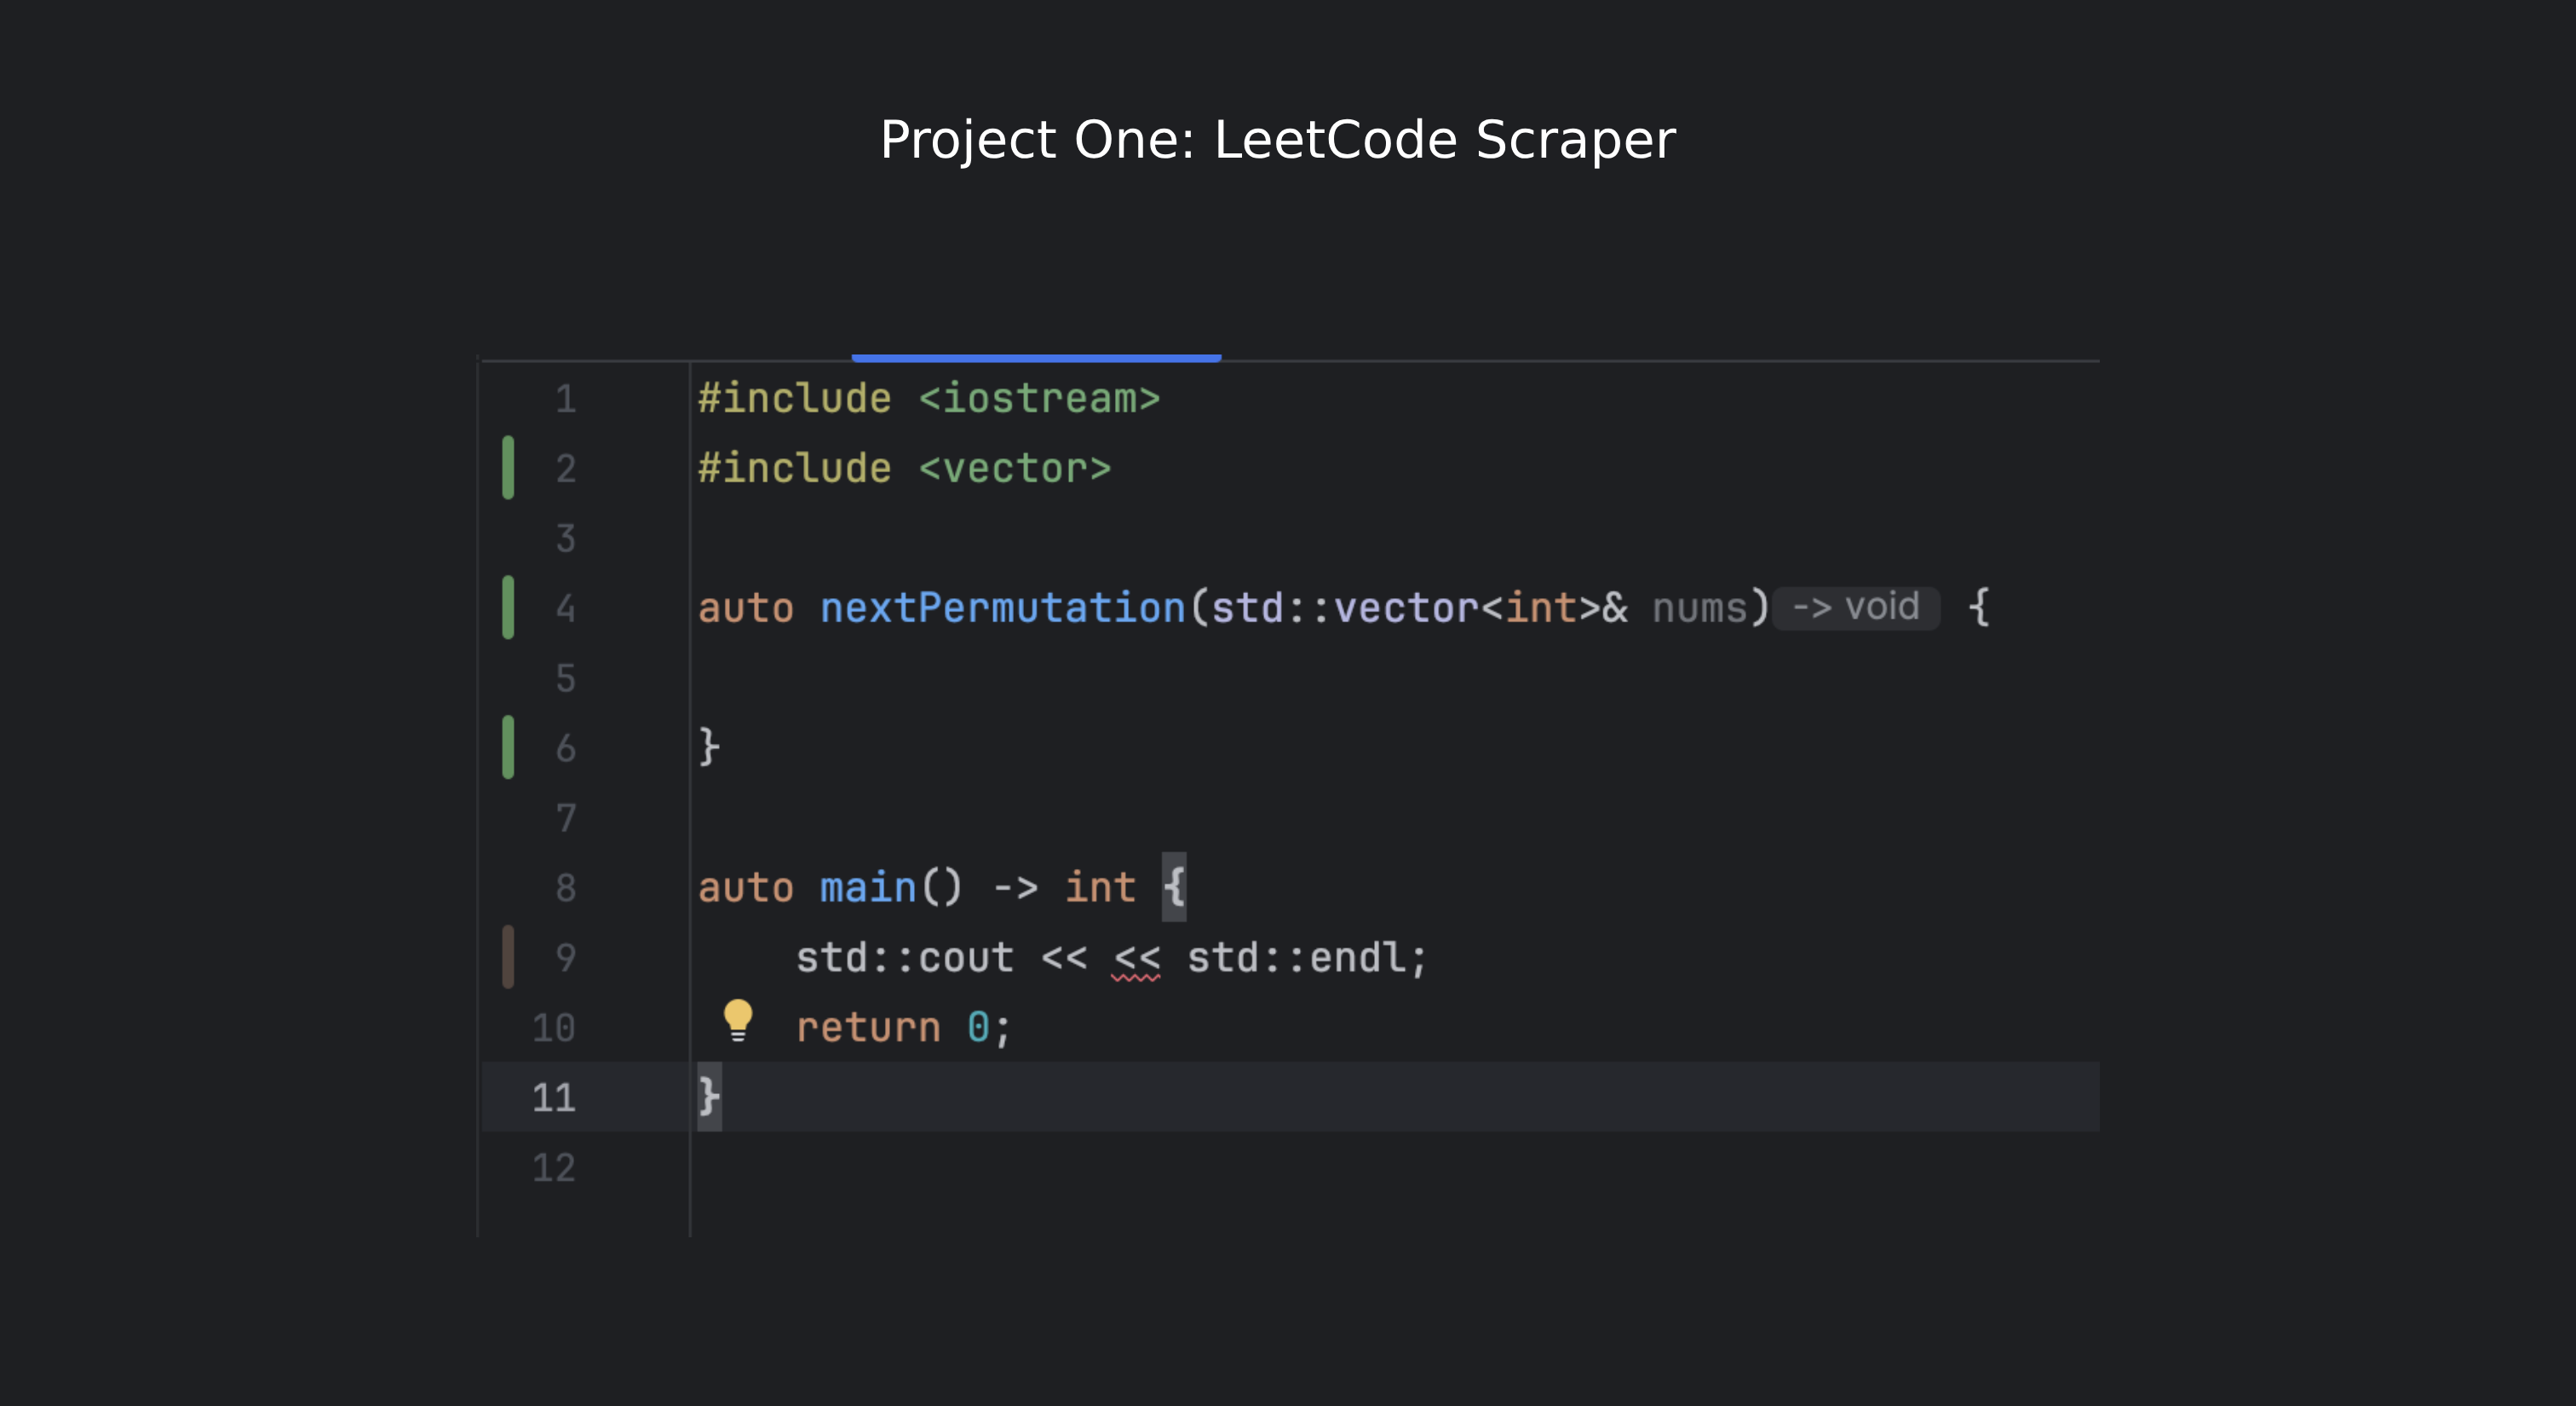 Project One: LeetCode Scraper
1 #include <iostream>
2 #include <vector>
3
4 auto nextPermutation(std::vector<int>& nums) -> void {
5
6 }
7
8 auto main() -> int {
9 std::cout << << std::endl;
10 return 0;
11 }
12